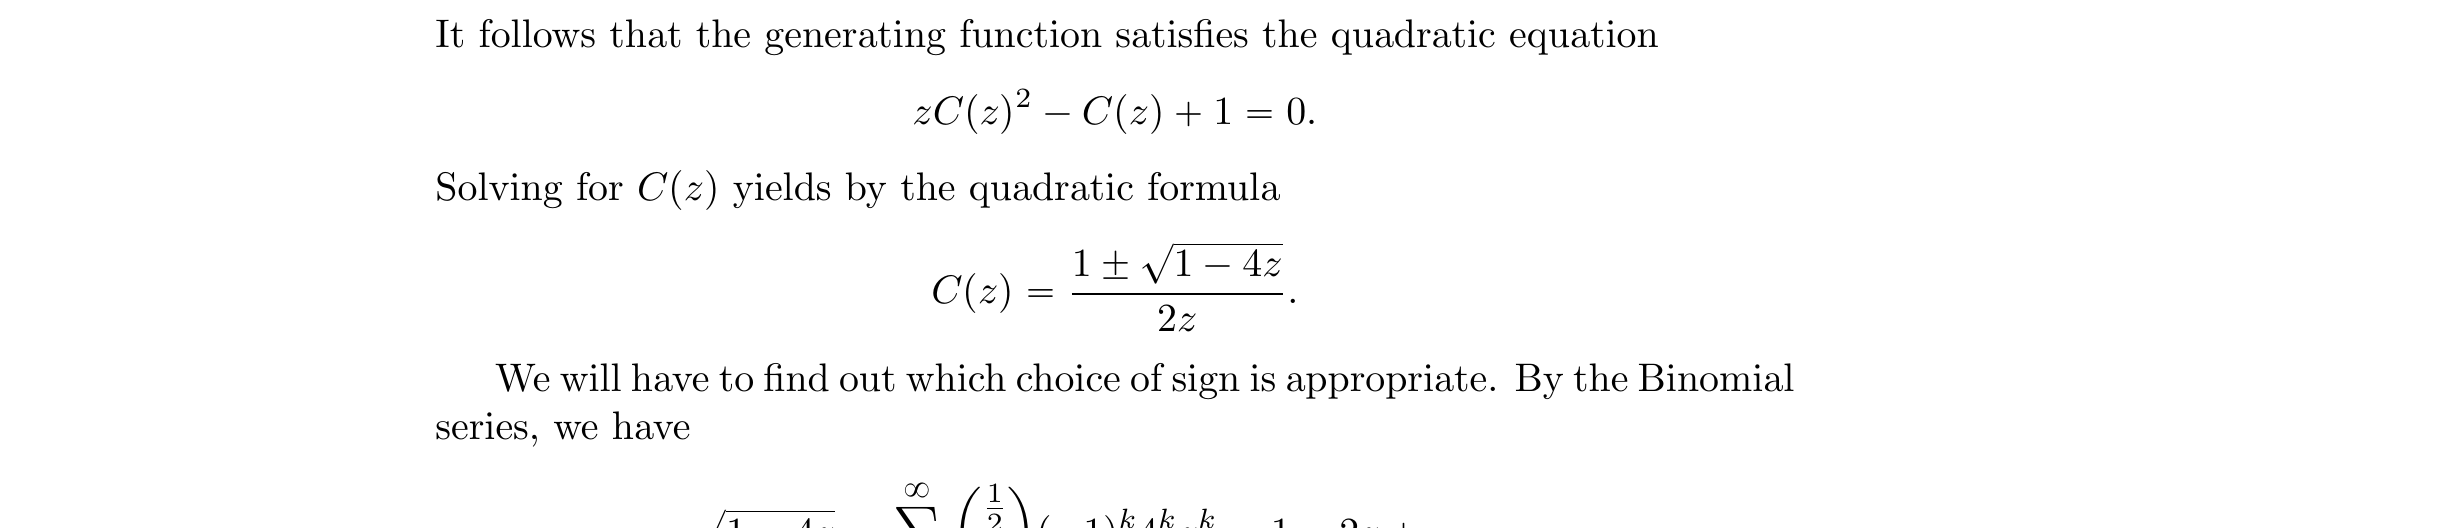 It follows that the generating function satisfies the quadratic equation
zC(z)² − C(z) + 1 = 0.
Solving for C(z) yields by the quadratic formula
C(z) = \frac{1 ± \sqrt{1 − 4z}}{2z}.
We will have to find out which choice of sign is appropriate. By the Binomial
series, we have